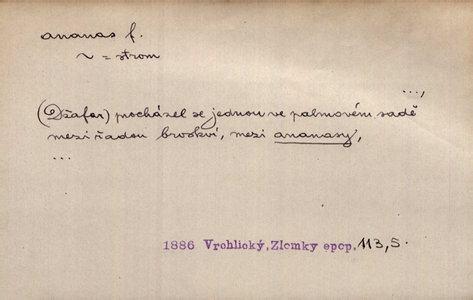 ananas f.
~ = strom
...,
(Džafar) procházel se jednou ve palmovém sadě
mezi řadou broskví, mezi ananasy,
...
1886 Vrchlický, Zlomky epop. 113, 5.